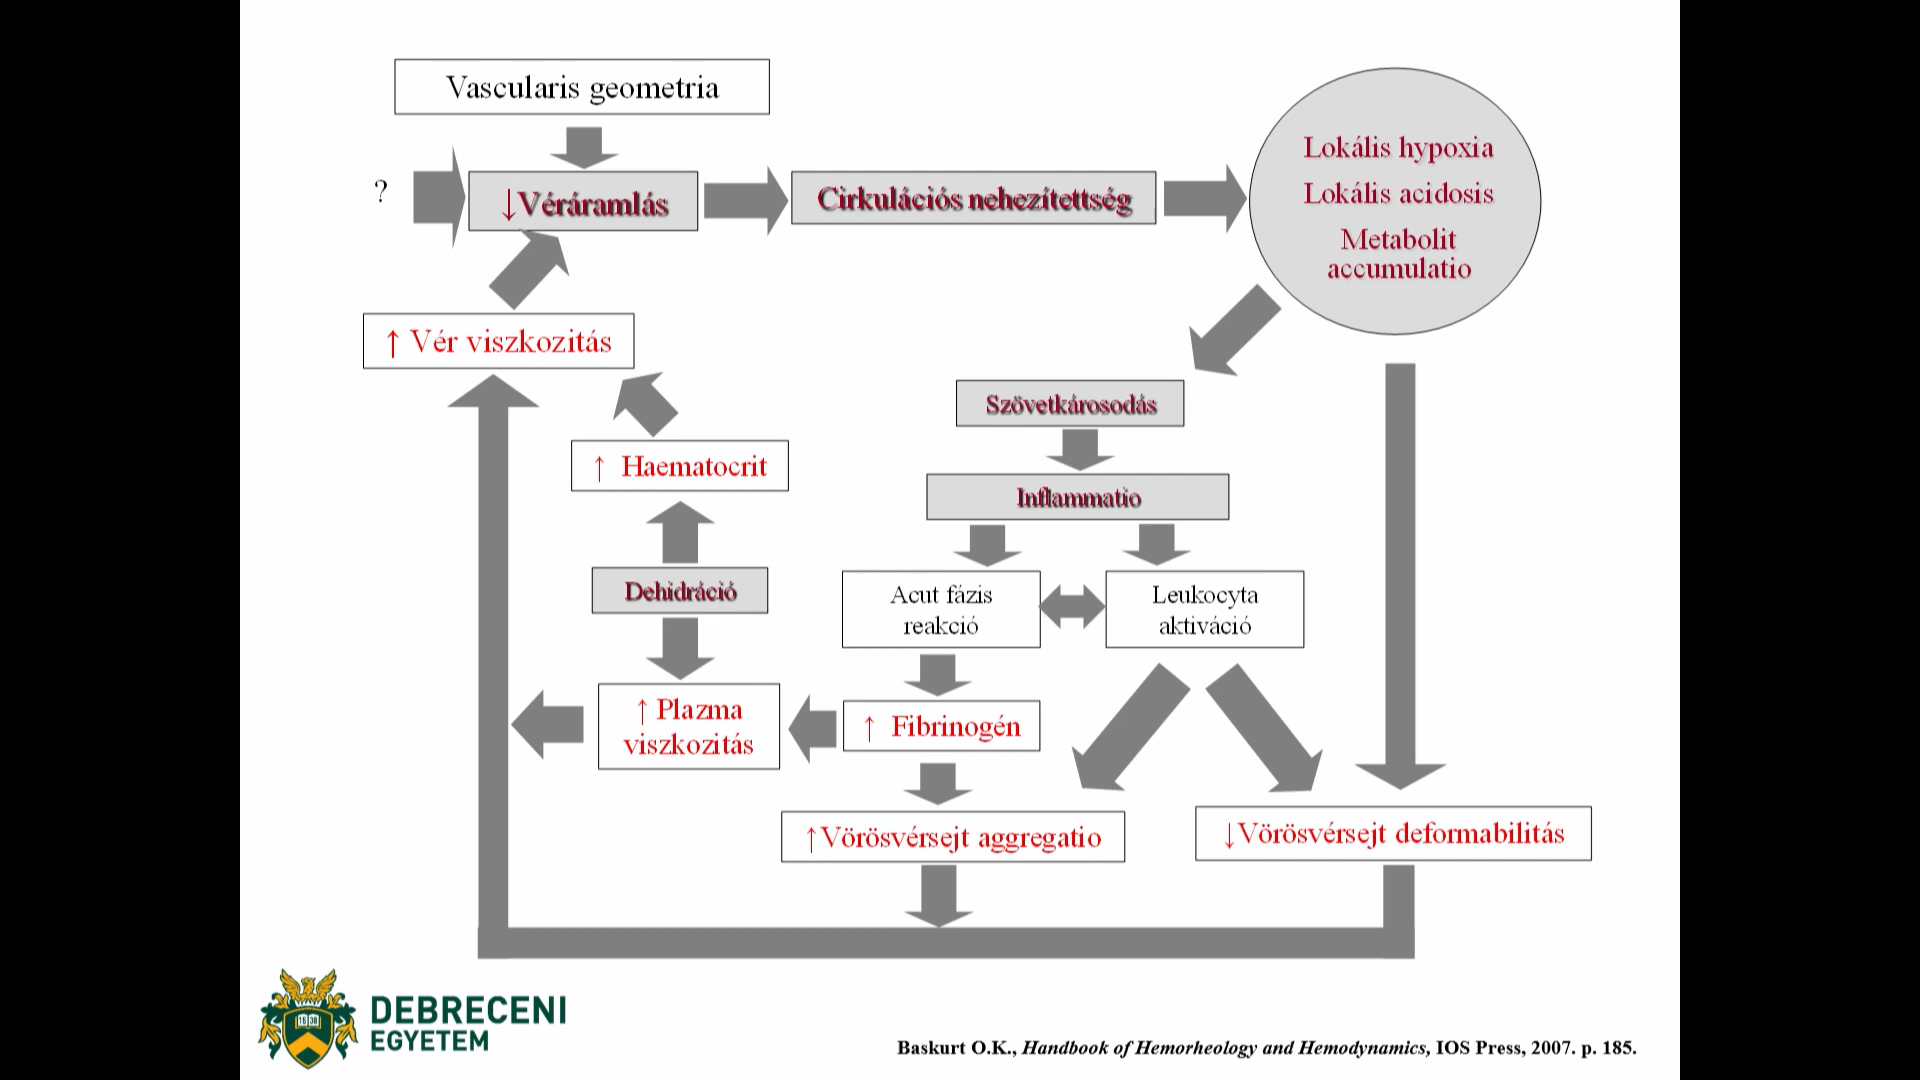 Vascularis geometria
?
↓Véráramlás
Cirkulációs nehezítettség
Lokális hypoxia
Lokális acidosis
Metabolit
accumulatio
↑ Vér viszkozitás
Szövetkárosodás
↑ Haematocrit
Inflammatio
Dehidráció
Acut fázis
reakció
Leukocyta
aktiváció
↑ Plazma
viszkozitás
↑ Fibrinogén
↑Vörösvérsejt aggregatio
↓Vörösvérsejt deformabilitás
1538
DEBRECENI
EGYETEM
Baskurt O.K., Handbook of Hemorheology and Hemodynamics, IOS Press, 2007. p. 185.